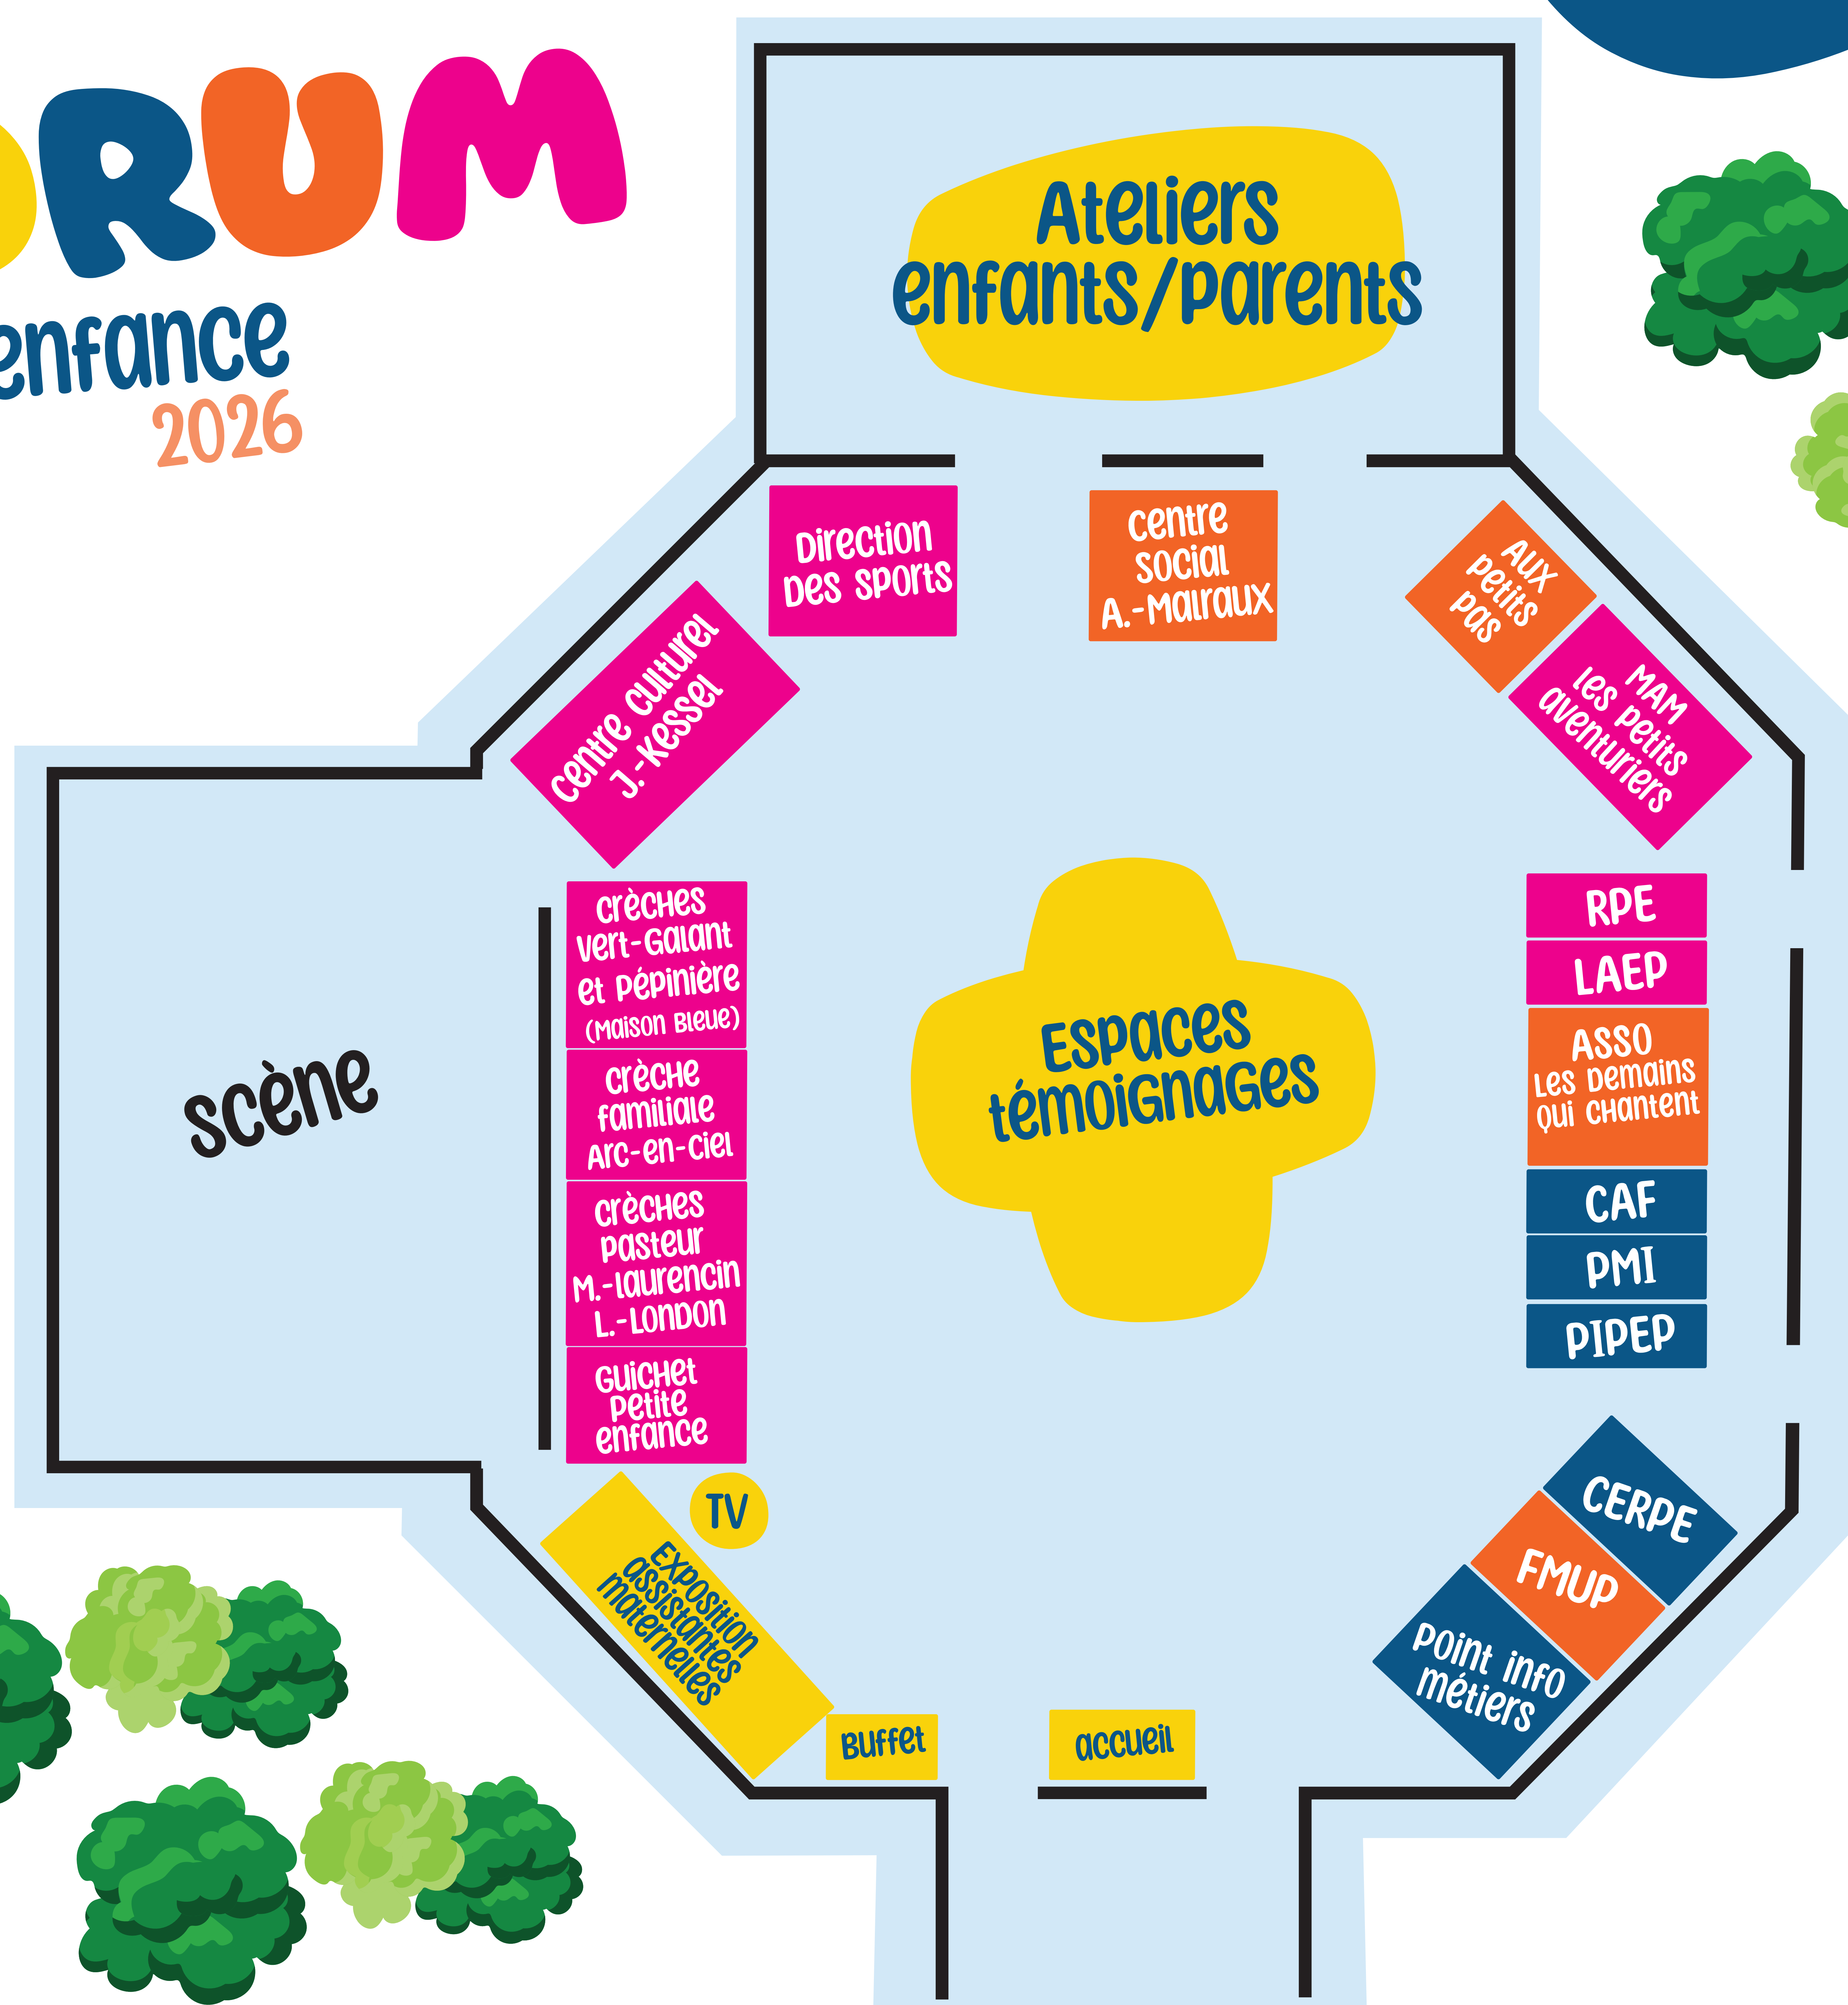 ORUM
enfance
2026
Ateliers
enfants/parents
Direction
des sports
Centre
social
A.-Malraux
Aux
petits
pas
MAM
les petits
aventuriers
Centre culturel
J.-Kessel
Crèches
Vert-Galant
et Pépinière
(Maison Bleue)
Crèche
familiale
Arc-en-ciel
Crèches
Pasteur
M.-Laurencin
L.-London
Guichet
Petite
enfance
scène
Espaces
témoignages
RPE
LAEP
ASSO
Les Demains
qui chantent
CAF
PMI
PIPEP
CERPE
FMUP
Point info
métiers
TV
Exposition
assistantes
maternelles
Buffet
accueil